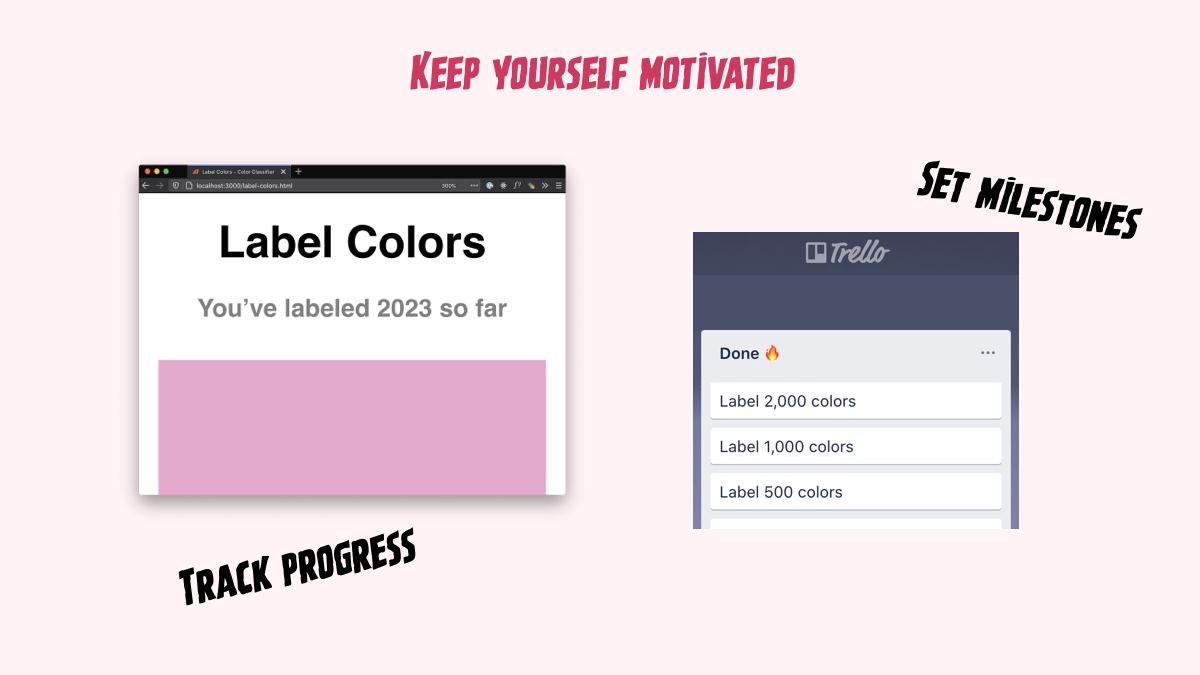 Keep yourself motivated
Label Colors - Color Classifier
localhost:3000/label-colors.html
300%
Label Colors
You’ve labeled 2023 so far
Track progress
Set milestones
Trello
Done 🔥
Label 2,000 colors
Label 1,000 colors
Label 500 colors